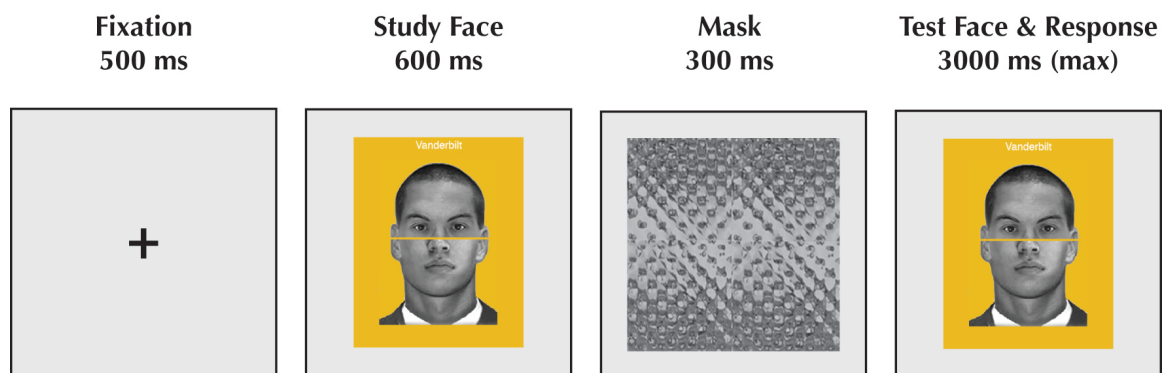 Fixation
500 ms
Study Face
600 ms
Mask
300 ms
Test Face & Response
3000 ms (max)
Vanderbilt
Vanderbilt